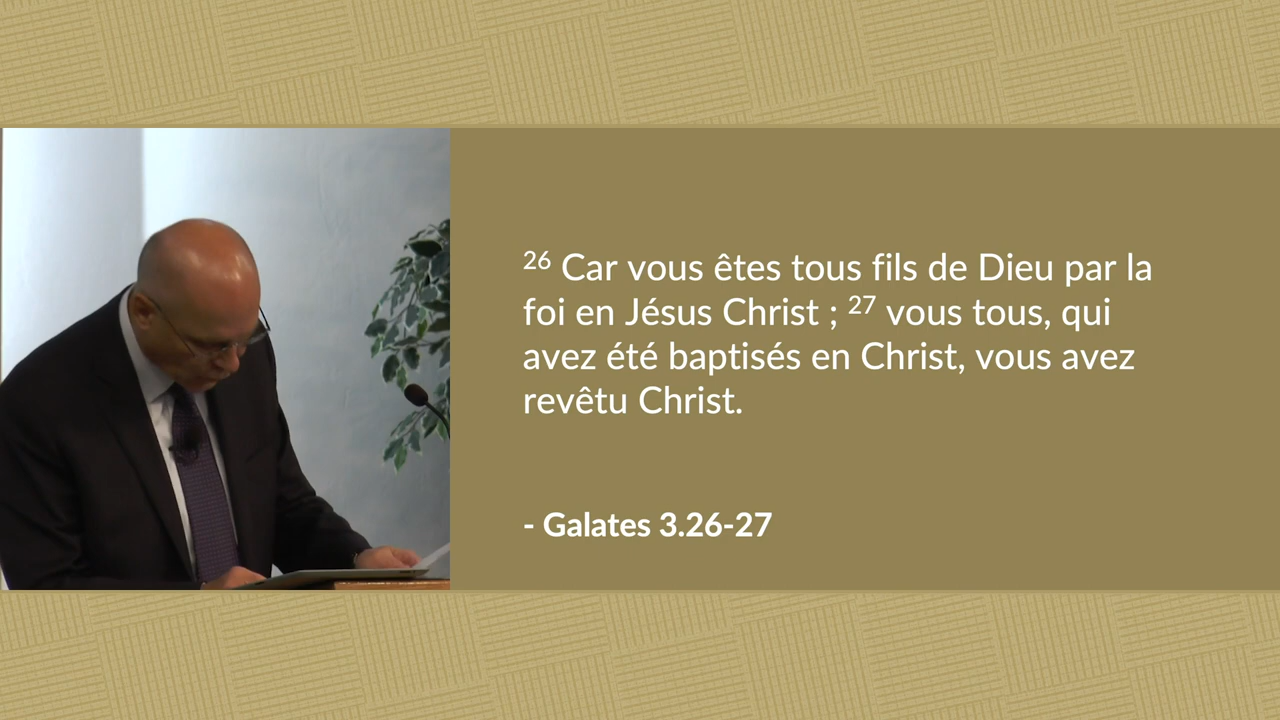 ²⁶ Car vous êtes tous fils de Dieu par la
foi en Jésus Christ ; ²⁷ vous tous, qui
avez été baptisés en Christ, vous avez
revêtu Christ.
- Galates 3.26-27